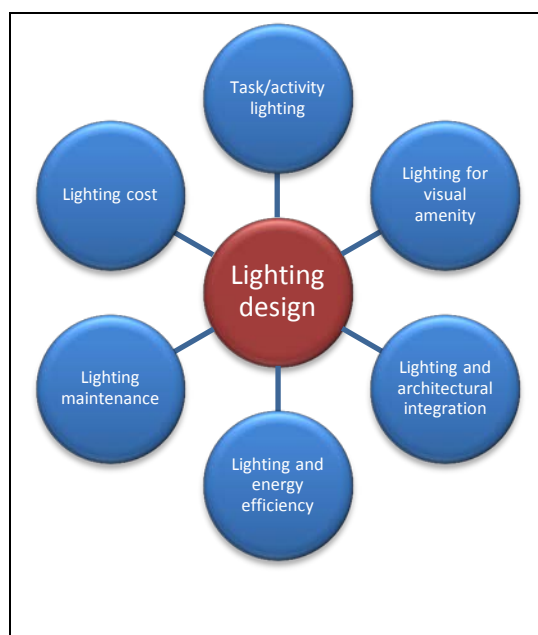 Task/activity
lighting
Lighting for
visual
amenity
Lighting cost
Lighting
design
Lighting and
architectural
integration
Lighting
maintenance
Lighting and
energy
efficiency